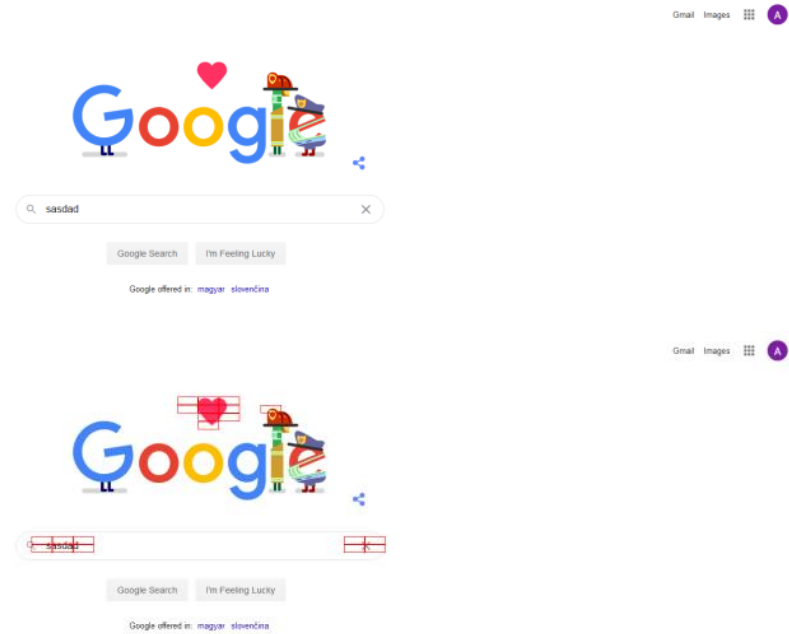 Gmail Images A
Google
sasdad
Google Search I'm Feeling Lucky
Google offered in: magyar slovenčina
Gmail Images A
Google
sasdad
Google Search I'm Feeling Lucky
Google offered in: magyar slovenčina